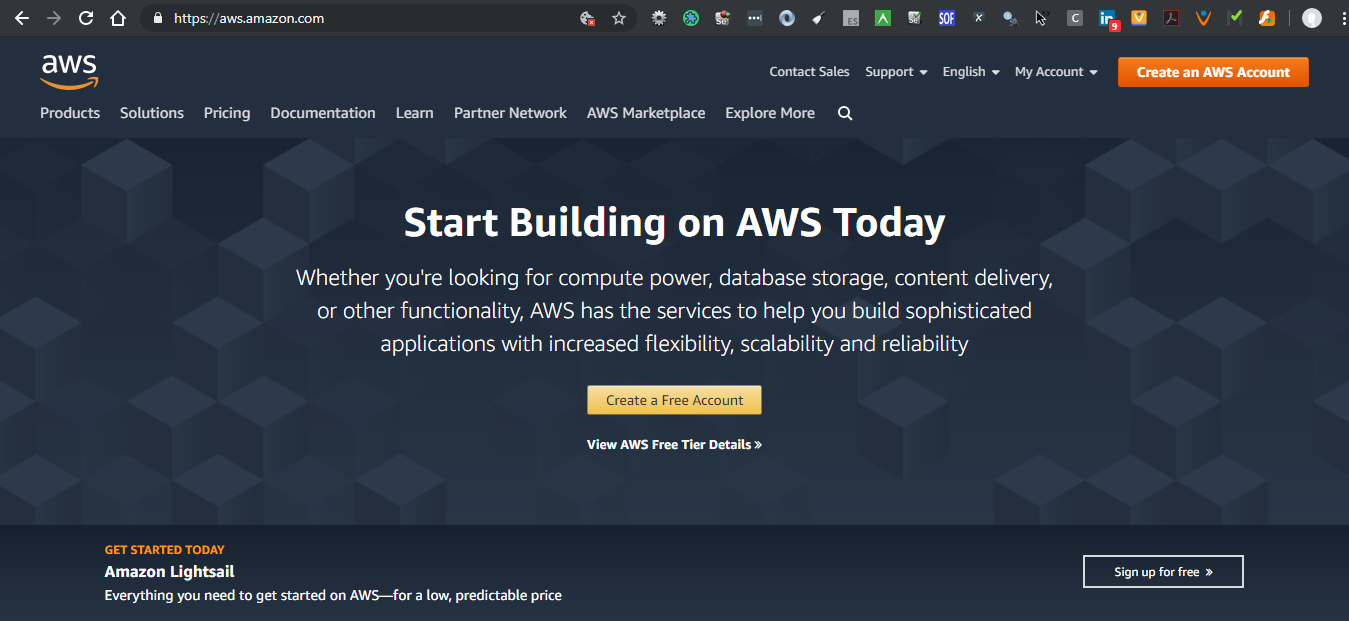 https://aws.amazon.com
ES
SOF
X
C
in
9
aws
Contact Sales
Support
English
My Account
Create an AWS Account
Products
Solutions
Pricing
Documentation
Learn
Partner Network
AWS Marketplace
Explore More
Start Building on AWS Today
Whether you're looking for compute power, database storage, content delivery,
or other functionality, AWS has the services to help you build sophisticated
applications with increased flexibility, scalability and reliability
Create a Free Account
View AWS Free Tier Details »
GET STARTED TODAY
Amazon Lightsail
Everything you need to get started on AWS—for a low, predictable price
Sign up for free »